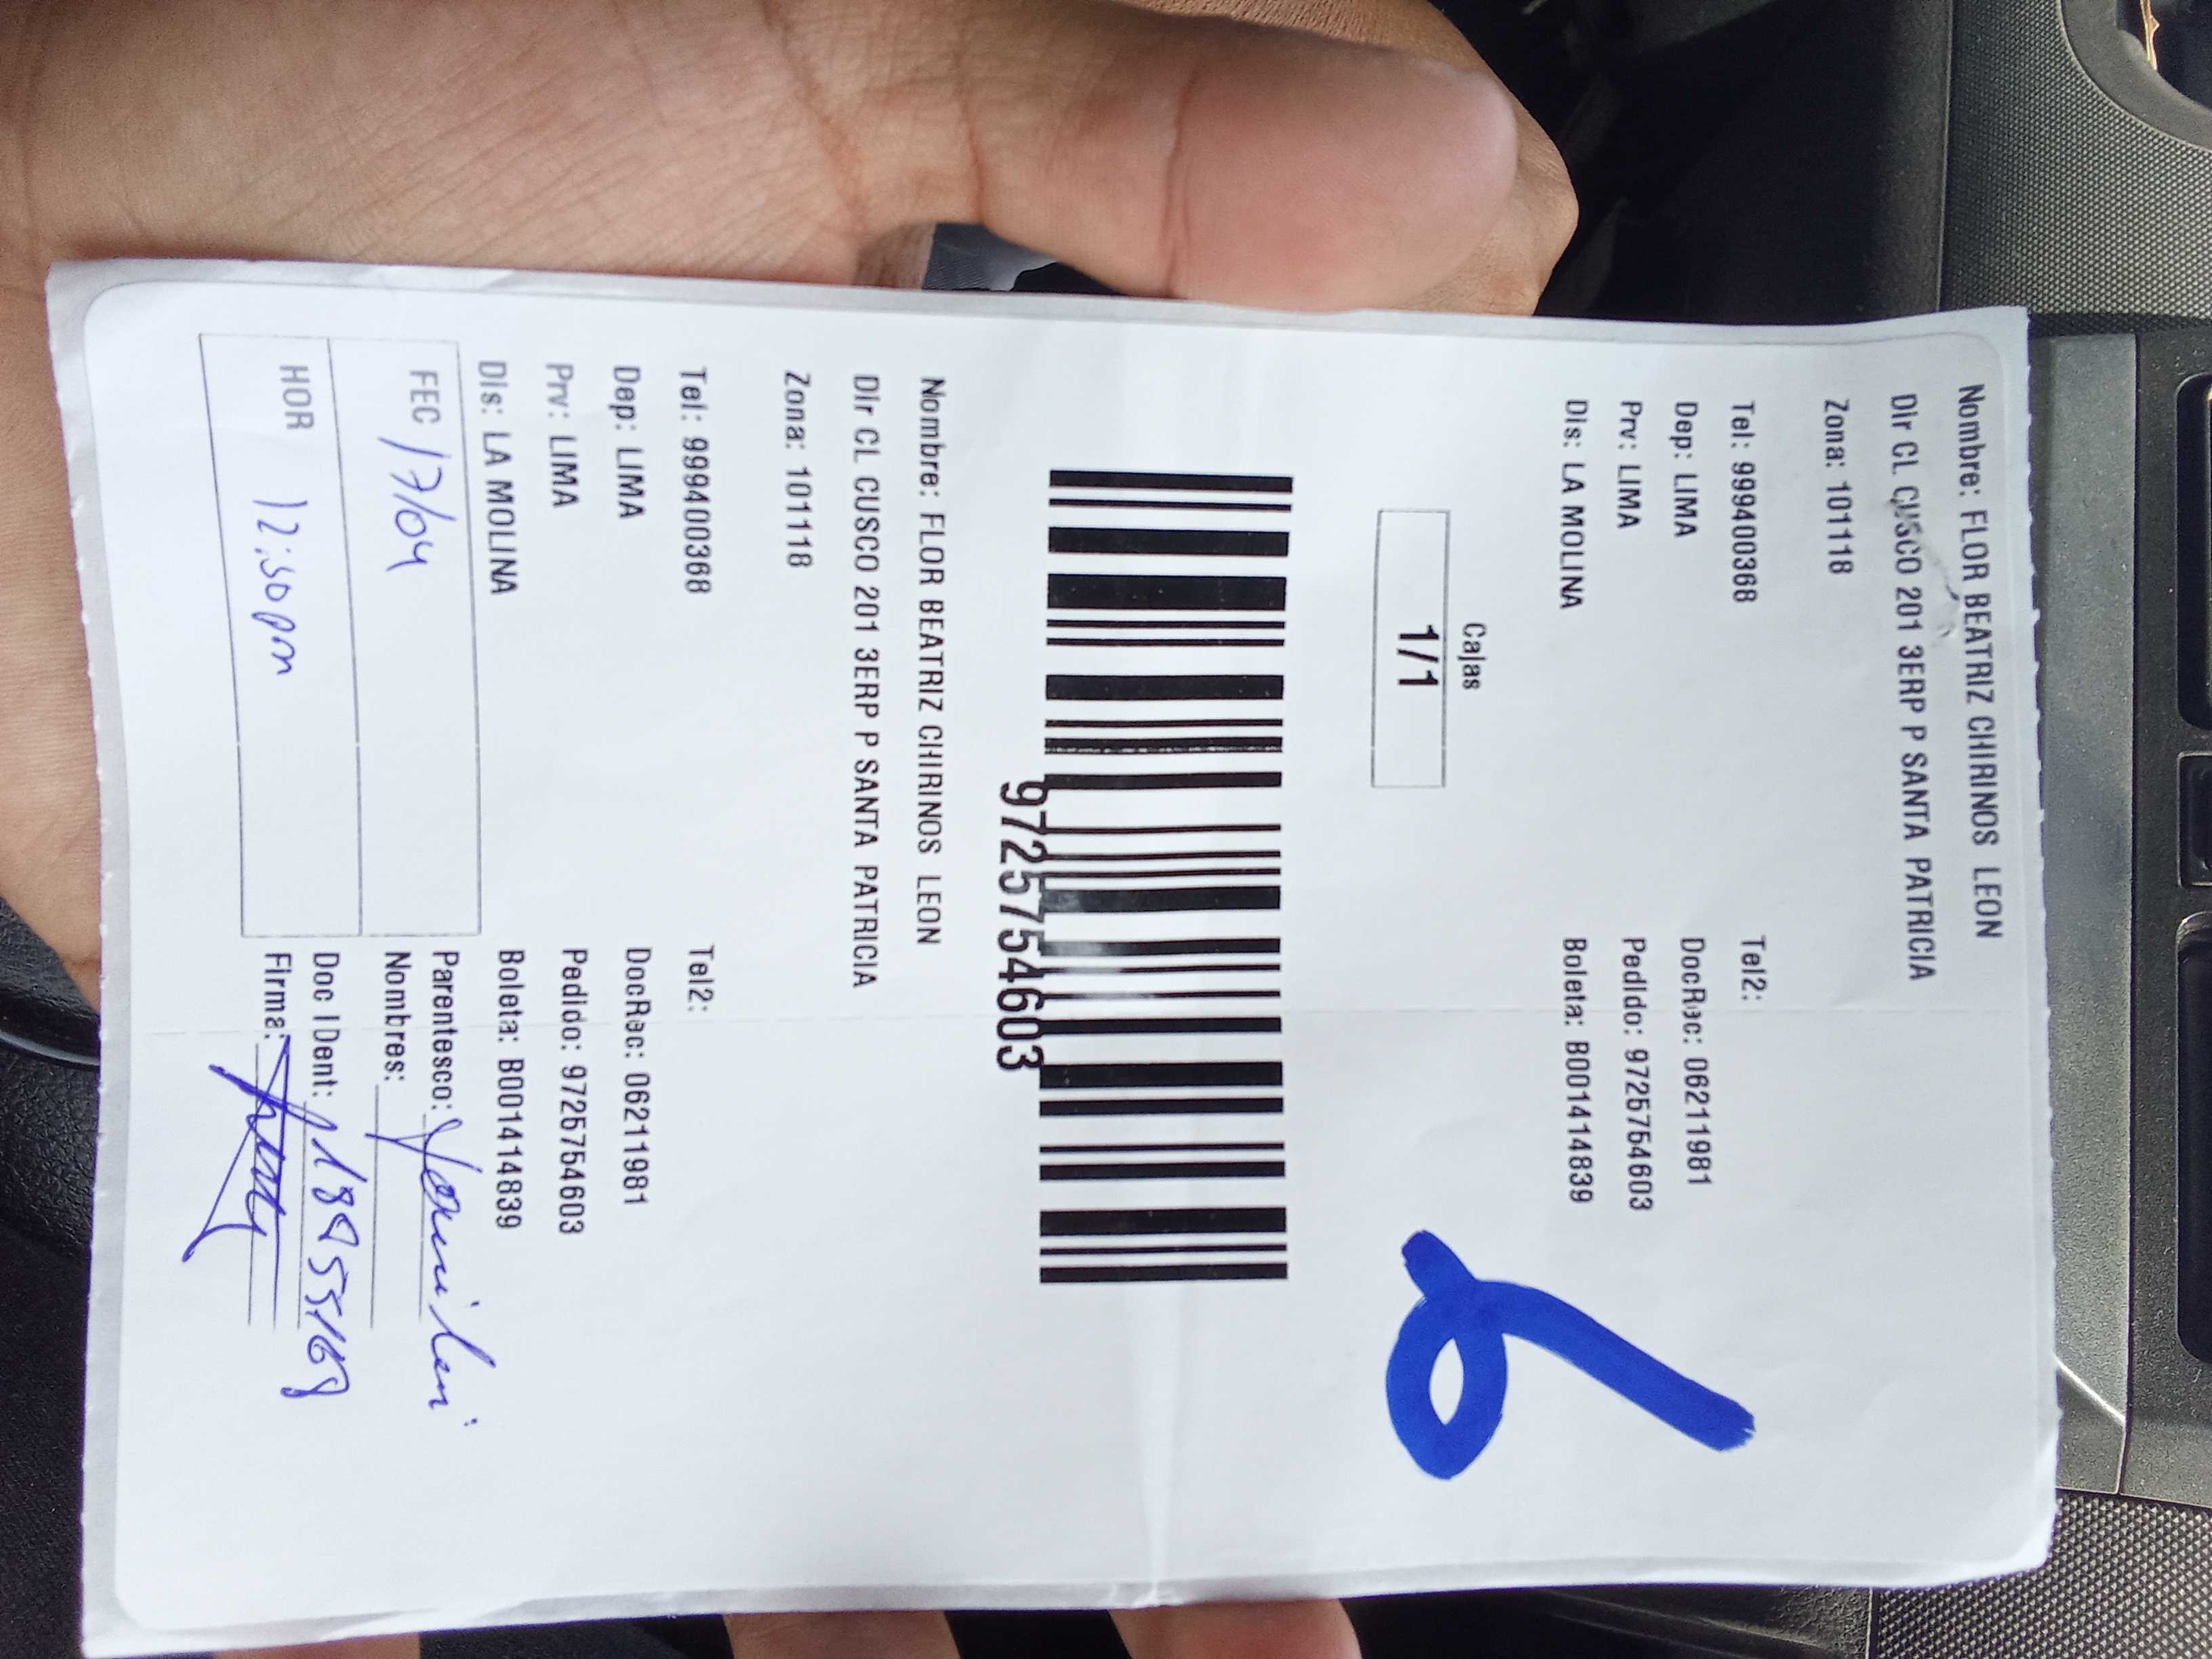 Nombre: FLOR BEATRIZ CHIRINOS LEON
Dir CL CUSCO 201 3ERP P SANTA PATRICIA
Zona: 101118
Tel: 999400368 Tel2:
Dep: LIMA DocRec: 06211981
Prv: LIMA Pedido: 9725754603
Dis: LA MOLINA Boleta: B001414839
Cajas
1/1
9725754603
Nombre: FLOR BEATRIZ CHIRINOS LEON
Dir CL CUSCO 201 3ERP P SANTA PATRICIA
Zona: 101118
Tel: 999400368 Tel2:
Dep: LIMA DocRec: 06211981
Prv: LIMA Pedido: 9725754603
Dis: LA MOLINA Boleta: B001414839
FEC 17/04 Parentesco:
Nombres:
HOR 12:50pm Doc IDent:
Firma: